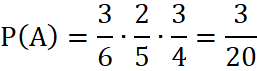 P(A) = 3/6 · 2/5 · 3/4 = 3/20